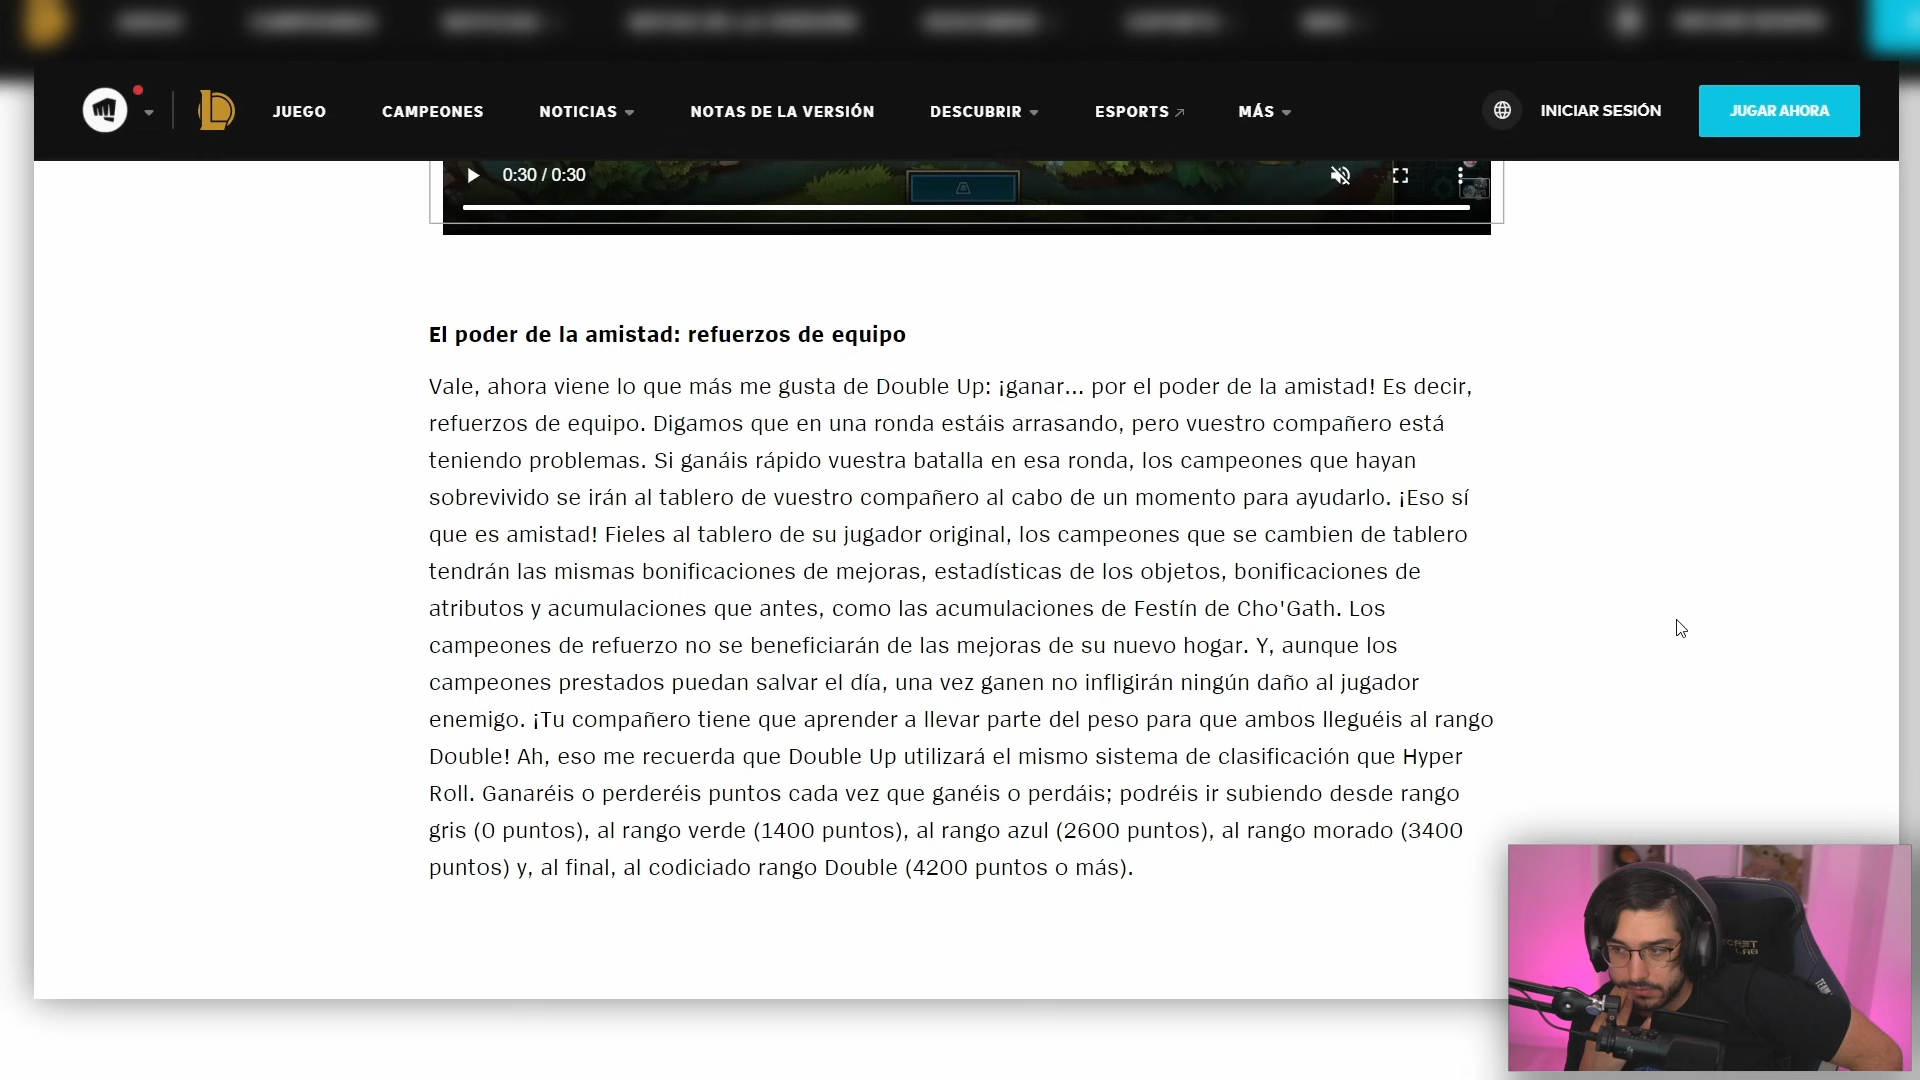 JUEGO CAMPEONES NOTICIAS NOTAS DE LA VERSIÓN DESCUBRIR ESPORTS MÁS INICIAR SESIÓN JUGAR AHORA
0:30 / 0:30
El poder de la amistad: refuerzos de equipo
Vale, ahora viene lo que más me gusta de Double Up: ¡ganar... por el poder de la amistad! Es decir,
refuerzos de equipo. Digamos que en una ronda estáis arrasando, pero vuestro compañero está
teniendo problemas. Si ganáis rápido vuestra batalla en esa ronda, los campeones que hayan
sobrevivido se irán al tablero de vuestro compañero al cabo de un momento para ayudarlo. ¡Eso sí
que es amistad! Fieles al tablero de su jugador original, los campeones que se cambien de tablero
tendrán las mismas bonificaciones de mejoras, estadísticas de los objetos, bonificaciones de
atributos y acumulaciones que antes, como las acumulaciones de Festín de Cho'Gath. Los
campeones de refuerzo no se beneficiarán de las mejoras de su nuevo hogar. Y, aunque los
campeones prestados puedan salvar el día, una vez ganen no infligirán ningún daño al jugador
enemigo. ¡Tu compañero tiene que aprender a llevar parte del peso para que ambos lleguéis al rango
Double! Ah, eso me recuerda que Double Up utilizará el mismo sistema de clasificación que Hyper
Roll. Ganaréis o perderéis puntos cada vez que ganéis o perdáis; podréis ir subiendo desde rango
gris (0 puntos), al rango verde (1400 puntos), al rango azul (2600 puntos), al rango morado (3400
puntos) y, al final, al codiciado rango Double (4200 puntos o más).